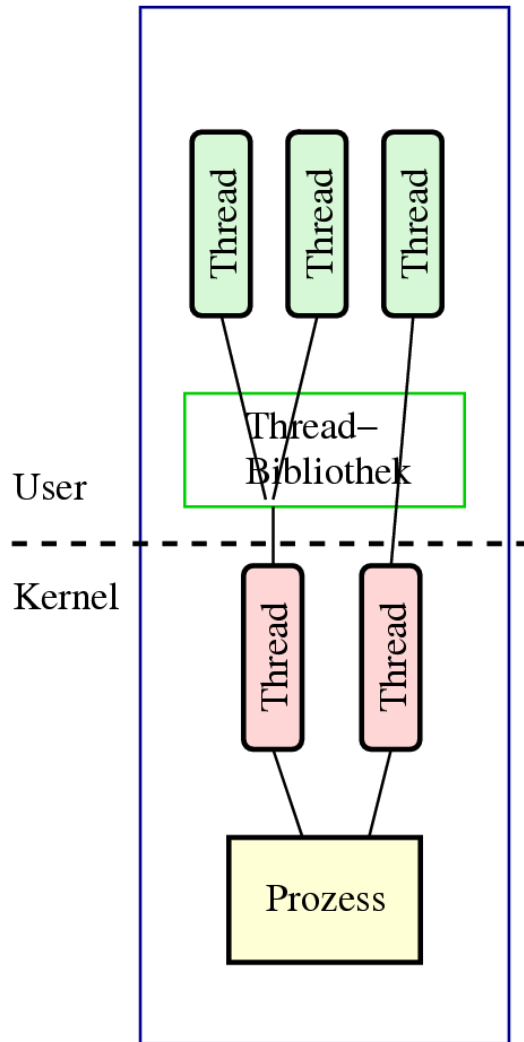 Thread
Thread
Thread
Thread–
Bibliothek
User
Kernel
Thread
Thread
Prozess